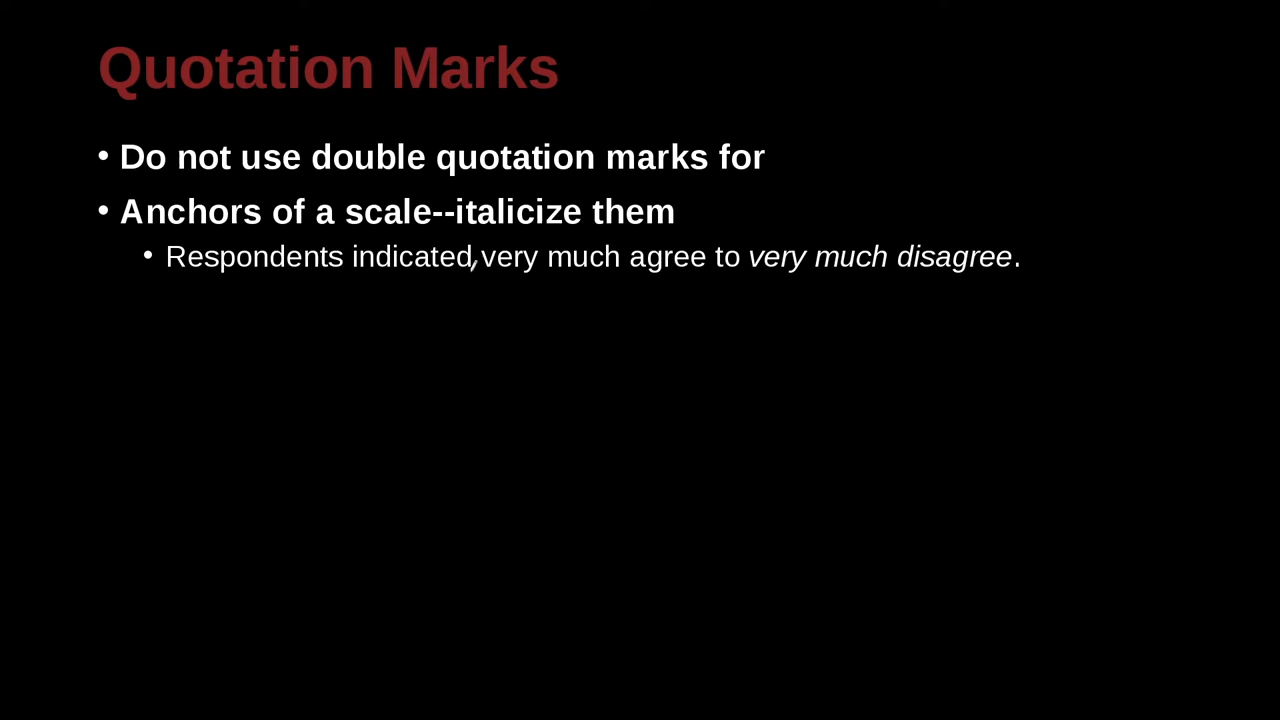 Quotation Marks
• Do not use double quotation marks for
• Anchors of a scale--italicize them
• Respondents indicated,very much agree to very much disagree.